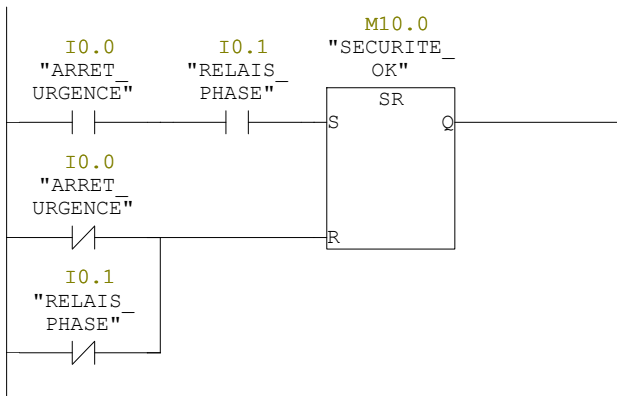 M10.0
I0.0
I0.1
"SECURITE_
"ARRET_
"RELAIS_
OK"
URGENCE"
PHASE"
SR
S
Q
I0.0
"ARRET_
URGENCE"
R
I0.1
"RELAIS_
PHASE"